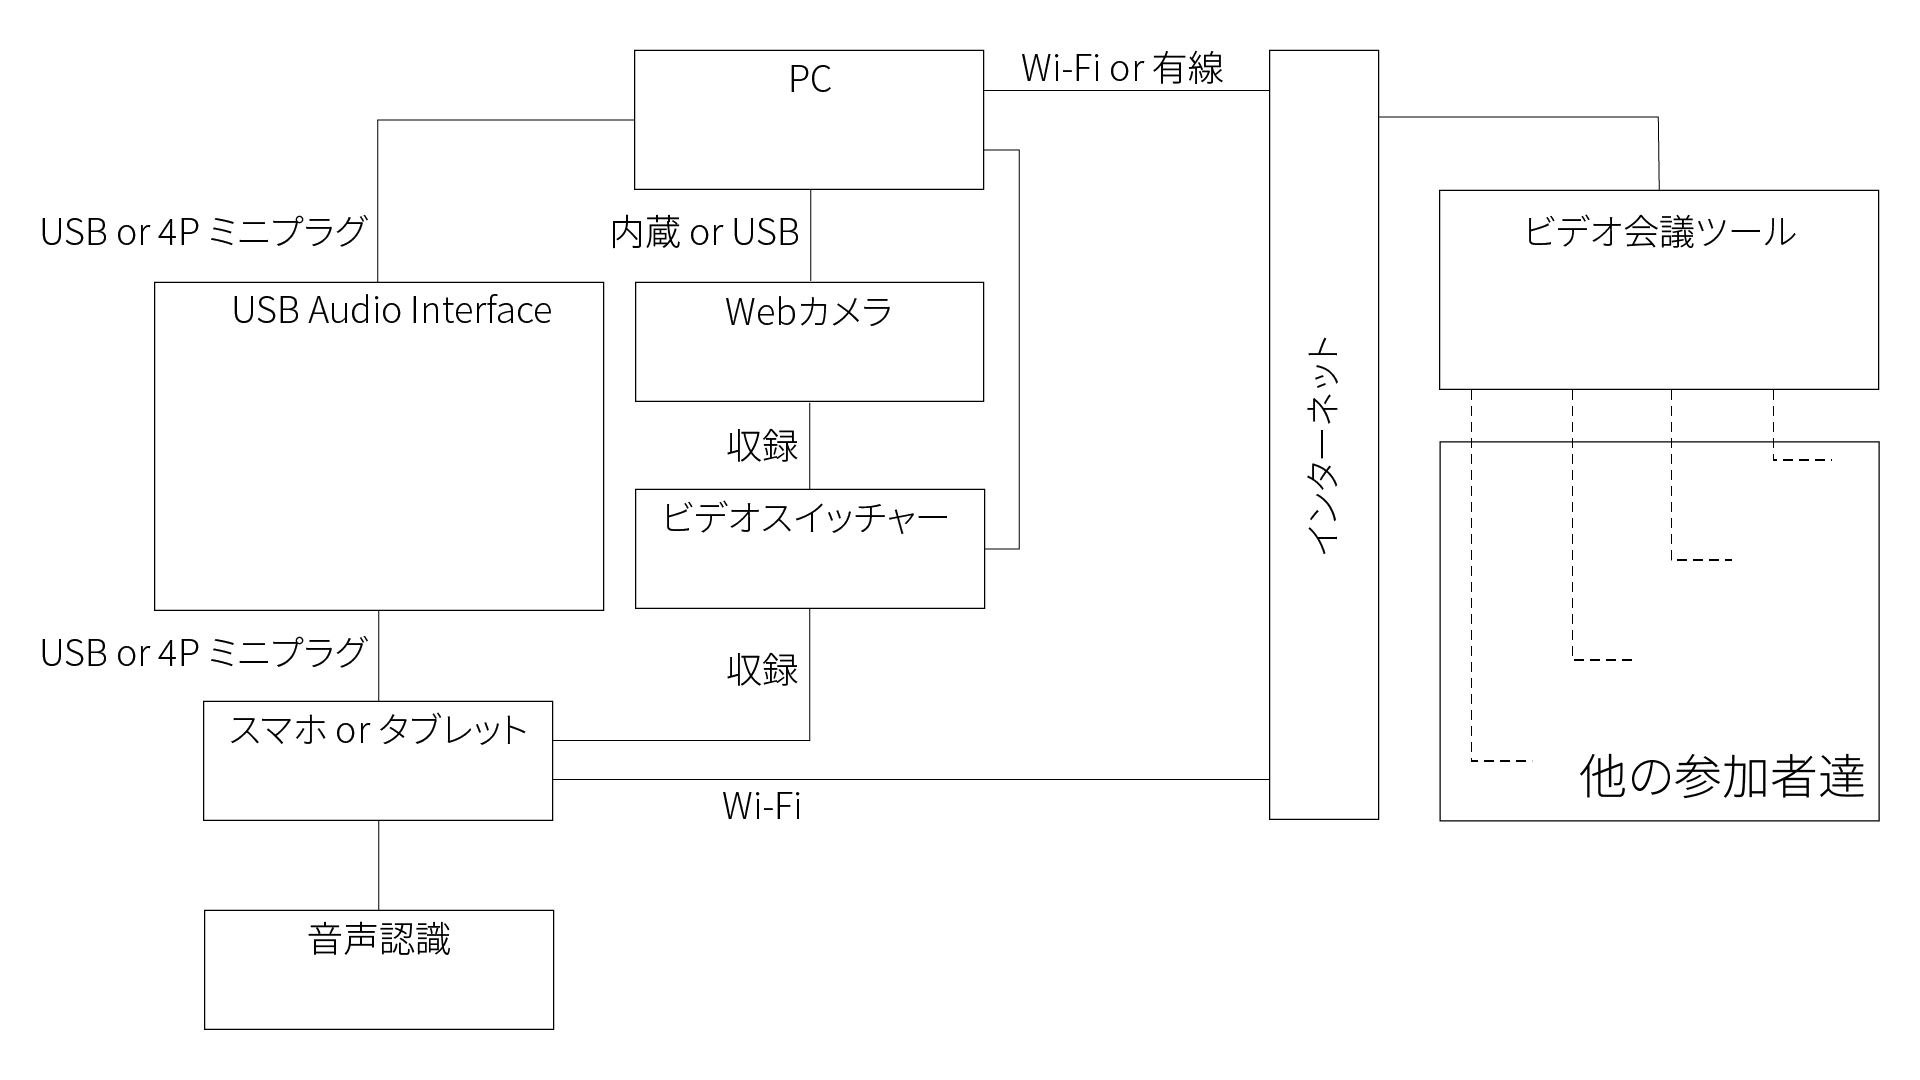 PC
Wi-Fi or 有線
USB or 4P ミニプラグ
内蔵 or USB
ビデオ会議ツール
USB Audio Interface
Webカメラ
インターネット
収録
ビデオスイッチャー
USB or 4P ミニプラグ
収録
スマホ or タブレット
他の参加者達
Wi-Fi
音声認識